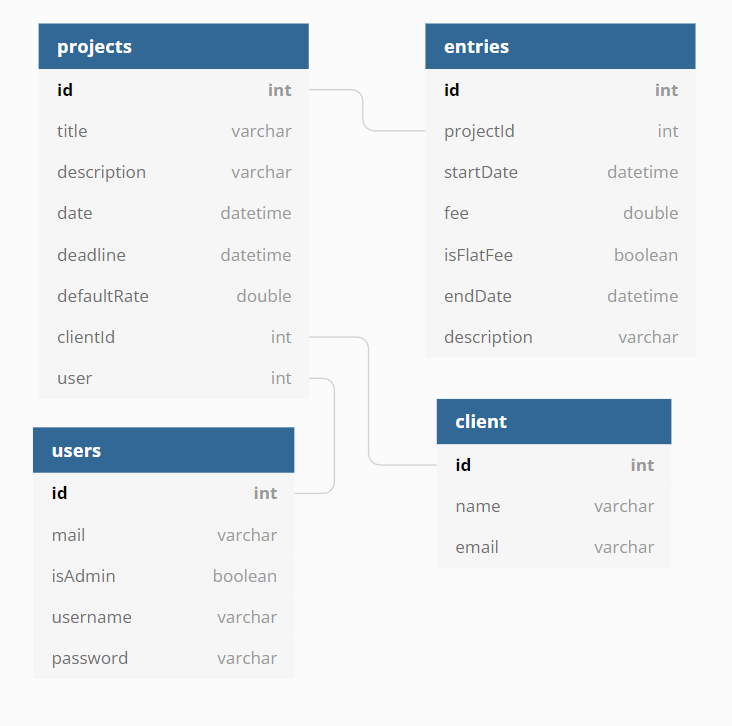 projects
id int
title varchar
description varchar
date datetime
deadline datetime
defaultRate double
clientId int
user int
entries
id int
projectId int
startDate datetime
fee double
isFlatFee boolean
endDate datetime
description varchar
users
id int
mail varchar
isAdmin boolean
username varchar
password varchar
client
id int
name varchar
email varchar